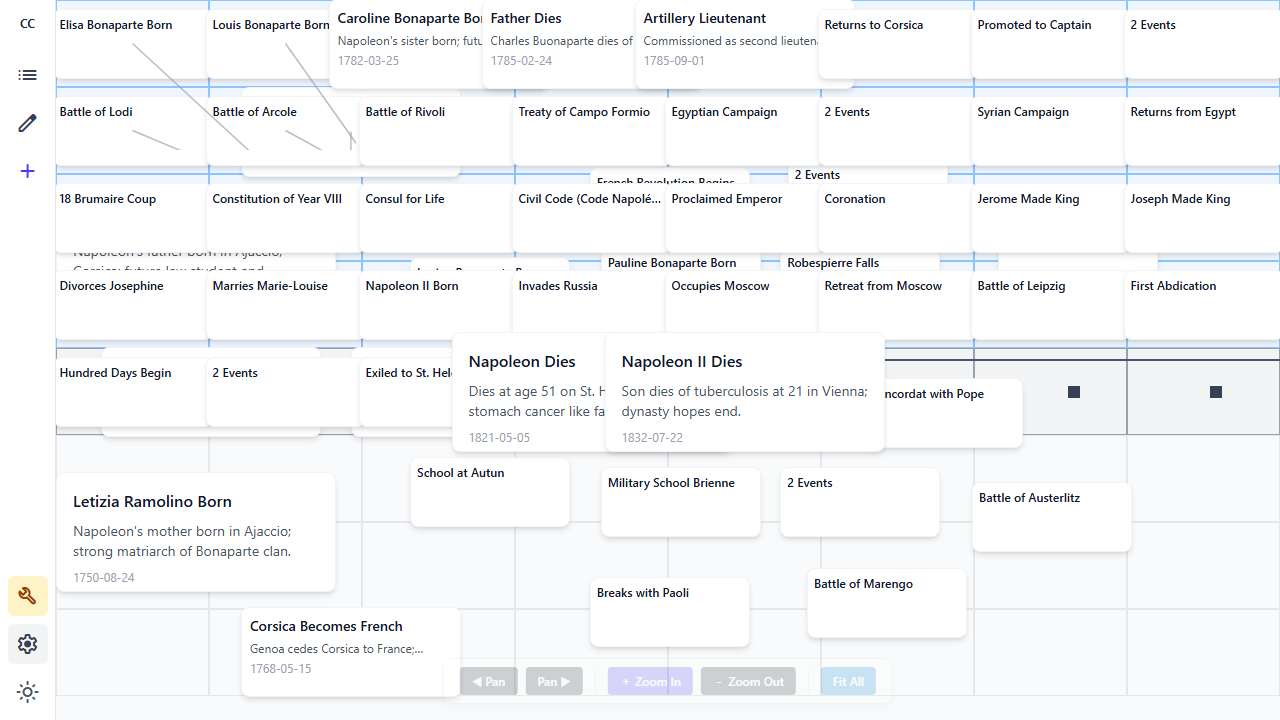 CC
Elisa Bonaparte Born
Louis Bonaparte Born
Caroline Bonaparte Bor
Napoleon's sister born; futu
1782-03-25
Father Dies
Charles Buonaparte dies of
1785-02-24
Artillery Lieutenant
Commissioned as second lieutena
1785-09-01
Returns to Corsica
Promoted to Captain
2 Events
Battle of Lodi
Battle of Arcole
Battle of Rivoli
Treaty of Campo Formio
Egyptian Campaign
2 Events
Syrian Campaign
Returns from Egypt
French Revolution Begins
2 Events
18 Brumaire Coup
Constitution of Year VIII
Consul for Life
Civil Code (Code Napolé...
Proclaimed Emperor
Coronation
Jerome Made King
Joseph Made King
Napoleon's father born in Ajaccio;
Corsica; future law student and
Pauline Bonaparte Born
Robespierre Falls
Divorces Josephine
Marries Marie-Louise
Napoleon II Born
Invades Russia
Occupies Moscow
Retreat from Moscow
Battle of Leipzig
First Abdication
Hundred Days Begin
2 Events
Exiled to St. Hel
Napoleon Dies
Dies at age 51 on St. H
stomach cancer like fa
1821-05-05
Napoleon II Dies
Son dies of tuberculosis at 21 in Vienna;
dynasty hopes end.
1832-07-22
ncordat with Pope
School at Autun
Military School Brienne
2 Events
Battle of Austerlitz
Letizia Ramolino Born
Napoleon's mother born in Ajaccio;
strong matriarch of Bonaparte clan.
1750-08-24
Breaks with Paoli
Battle of Marengo
Corsica Becomes French
Genoa cedes Corsica to France;...
1768-05-15
◀ Pan
Pan ▶
+ Zoom In
− Zoom Out
Fit All